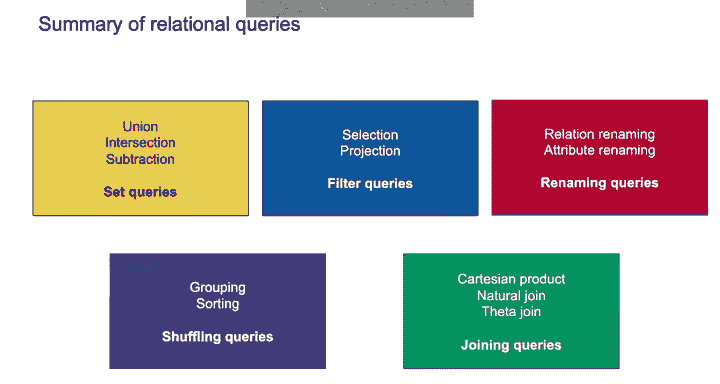 Summary of relational queries
Union
Intersection
Subtraction
Set queries
Selection
Projection
Filter queries
Relation renaming
Attribute renaming
Renaming queries
Grouping
Sorting
Shuffling queries
Cartesian product
Natural join
Theta join
Joining queries